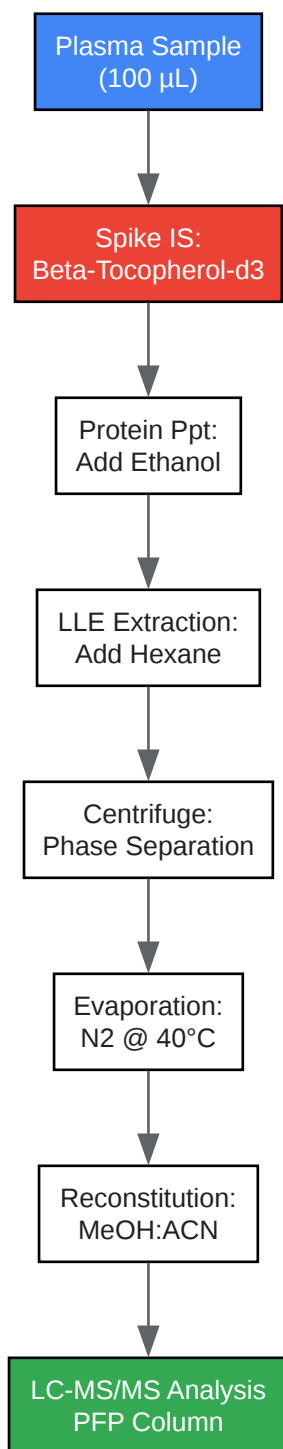 Plasma Sample
(100 µL)
Spike IS:
Beta-Tocopherol-d3
Protein Ppt:
Add Ethanol
LLE Extraction:
Add Hexane
Centrifuge:
Phase Separation
Evaporation:
N2 @ 40°C
Reconstitution:
MeOH:ACN
LC-MS/MS Analysis
PFP Column